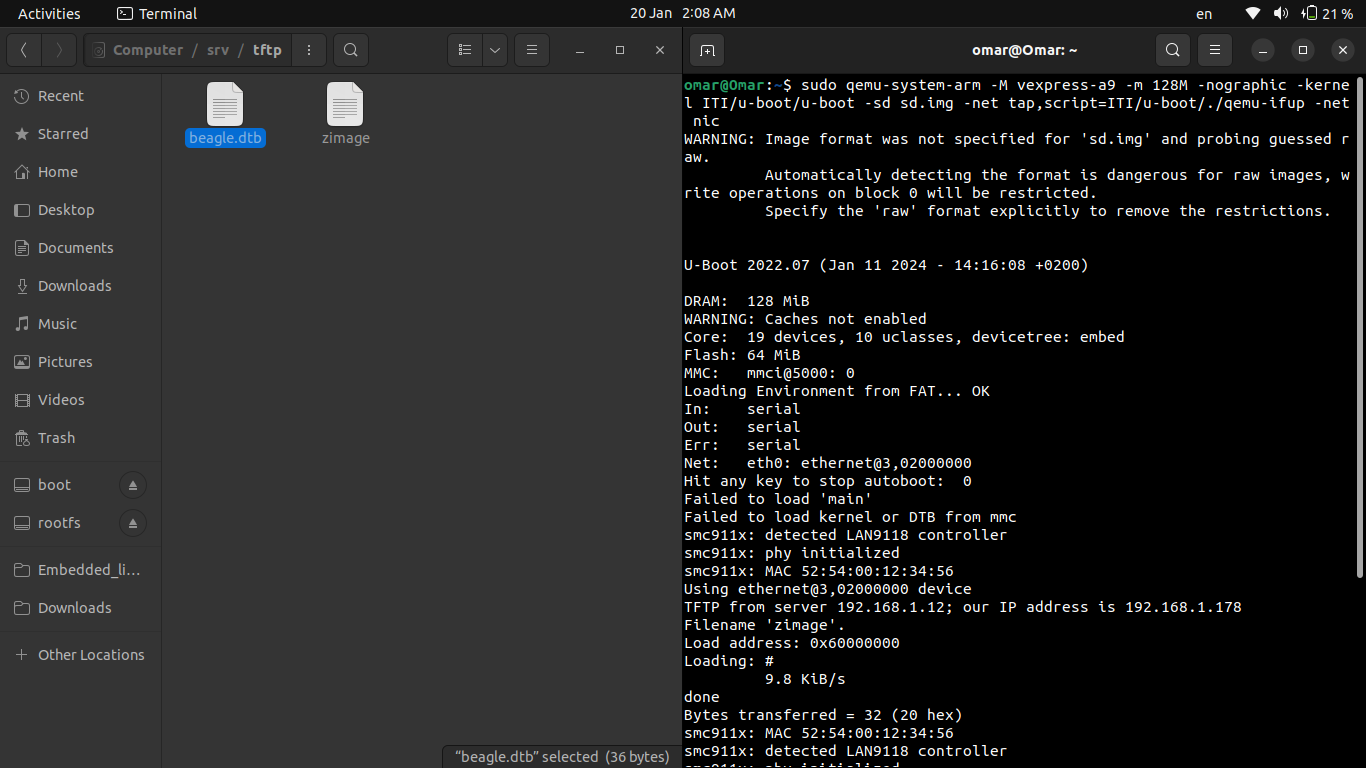 Activities
Terminal
20 Jan 2:08 AM
en
21 %
Computer / srv / tftp
Recent
Starred
Home
Desktop
Documents
Downloads
Music
Pictures
Videos
Trash
boot
rootfs
Embedded_li...
Downloads
+ Other Locations
beagle.dtb
zimage
“beagle.dtb” selected (36 bytes)
omar@Omar: ~
omar@Omar:~$ sudo qemu-system-arm -M vexpress-a9 -m 128M -nographic -kerne
l ITI/u-boot/u-boot -sd sd.img -net tap,script=ITI/u-boot/./qemu-ifup -net
nic
WARNING: Image format was not specified for 'sd.img' and probing guessed r
aw.
Automatically detecting the format is dangerous for raw images, w
rite operations on block 0 will be restricted.
Specify the 'raw' format explicitly to remove the restrictions.
U-Boot 2022.07 (Jan 11 2024 - 14:16:08 +0200)
DRAM:  128 MiB
WARNING: Caches not enabled
Core:  19 devices, 10 uclasses, devicetree: embed
Flash: 64 MiB
MMC:   mmci@5000: 0
Loading Environment from FAT... OK
In:    serial
Out:   serial
Err:   serial
Net:   eth0: ethernet@3,02000000
Hit any key to stop autoboot:  0
Failed to load 'main'
Failed to load kernel or DTB from mmc
smc911x: detected LAN9118 controller
smc911x: phy initialized
smc911x: MAC 52:54:00:12:34:56
Using ethernet@3,02000000 device
TFTP from server 192.168.1.12; our IP address is 192.168.1.178
Filename 'zimage'.
Load address: 0x60000000
Loading: #
9.8 KiB/s
done
Bytes transferred = 32 (20 hex)
smc911x: MAC 52:54:00:12:34:56
smc911x: detected LAN9118 controller
smc911x: phy initialized